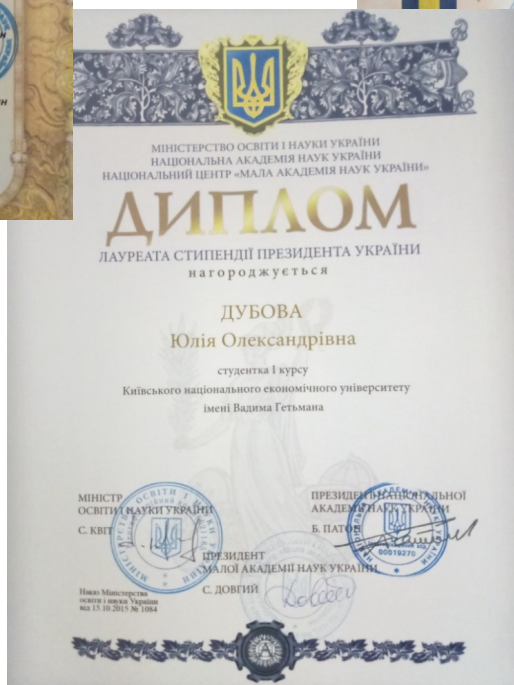 МІНІСТЕРСТВО ОСВІТИ І НАУКИ УКРАЇНИ
НАЦІОНАЛЬНА АКАДЕМІЯ НАУК УКРАЇНИ
НАЦІОНАЛЬНИЙ ЦЕНТР «МАЛА АКАДЕМІЯ НАУК УКРАЇНИ»
ДИПЛОМ
ЛАУРЕАТА СТИПЕНДІЇ ПРЕЗИДЕНТА УКРАЇНИ
нагороджується
ДУБОВА
Юлія Олександрівна
студентка І курсу
Київського національного економічного університету
імені Вадима Гетьмана
МІНІСТР
ОСВІТИ І НАУКИ УКРАЇНИ
С. КВІТ
ПРЕЗИДЕНТ НАЦІОНАЛЬНОЇ
АКАДЕМІЇ НАУК УКРАЇНИ
Б. ПАТОН
00019270
ПРЕЗИДЕНТ
МАЛОЇ АКАДЕМІЇ НАУК УКРАЇНИ
С. ДОВГИЙ
Наказ Міністерства
освіти і науки України
від 15.10.2015 № 1084